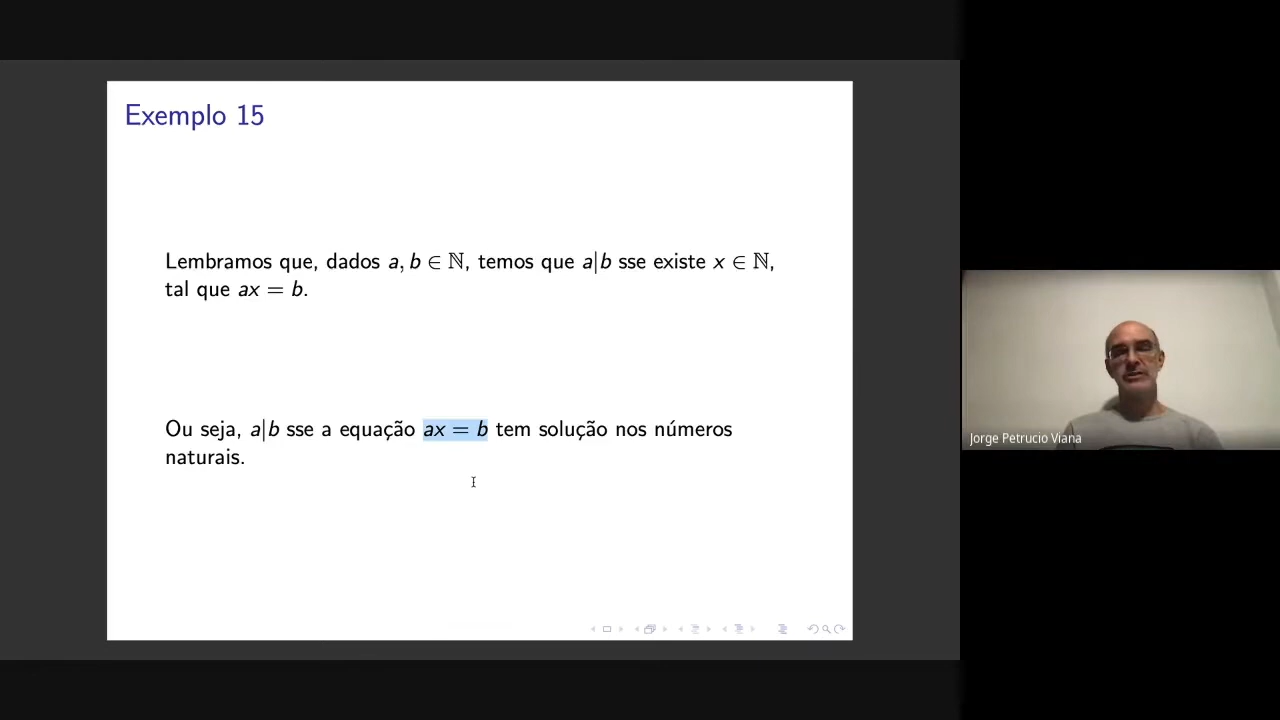 Exemplo 15
Lembramos que, dados a, b ∈ ℕ, temos que a|b sse existe x ∈ ℕ,
tal que ax = b.
Ou seja, a|b sse a equação ax = b tem solução nos números
naturais.
Jorge Petrucio Viana